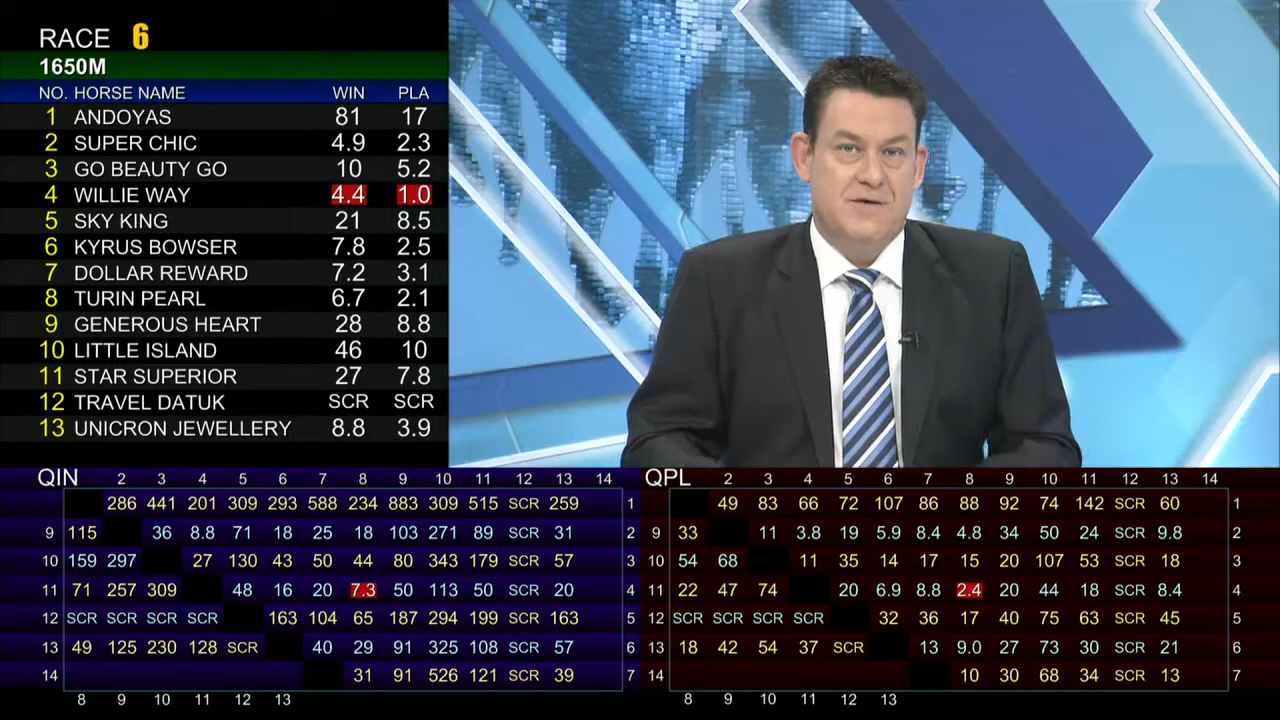 RACE 6
1650M
NO. HORSE NAME WIN PLA
1 ANDOYAS 81 17
2 SUPER CHIC 4.9 2.3
3 GO BEAUTY GO 10 5.2
4 WILLIE WAY 4.4 1.0
5 SKY KING 21 8.5
6 KYRUS BOWSER 7.8 2.5
7 DOLLAR REWARD 7.2 3.1
8 TURIN PEARL 6.7 2.1
9 GENEROUS HEART 28 8.8
10 LITTLE ISLAND 46 10
11 STAR SUPERIOR 27 7.8
12 TRAVEL DATUK SCR SCR
13 UNICRON JEWELLERY 8.8 3.9
QIN 2 3 4 5 6 7 8 9 10 11 12 13 14
286 441 201 309 293 588 234 883 309 515 SCR 259 1
9 115 36 8.8 71 18 25 18 103 271 89 SCR 31 2
10 159 297 27 130 43 50 44 80 343 179 SCR 57 3
11 71 257 309 48 16 20 7.3 50 113 50 SCR 20 4
12 SCR SCR SCR SCR 163 104 65 187 294 199 SCR 163 5
13 49 125 230 128 SCR 40 29 91 325 108 SCR 57 6
14 31 91 526 121 SCR 39 7
8 9 10 11 12 13
QPL 2 3 4 5 6 7 8 9 10 11 12 13 14
49 83 66 72 107 86 88 92 74 142 SCR 60 1
9 33 11 3.8 19 5.9 8.4 4.8 34 50 24 SCR 9.8 2
10 54 68 11 35 14 17 15 20 107 53 SCR 18 3
11 22 47 74 20 6.9 8.8 2.4 20 44 18 SCR 8.4 4
12 SCR SCR SCR SCR 32 36 17 40 75 63 SCR 45 5
13 18 42 54 37 SCR 13 9.0 27 73 30 SCR 21 6
14 10 30 68 34 SCR 13 7
8 9 10 11 12 13